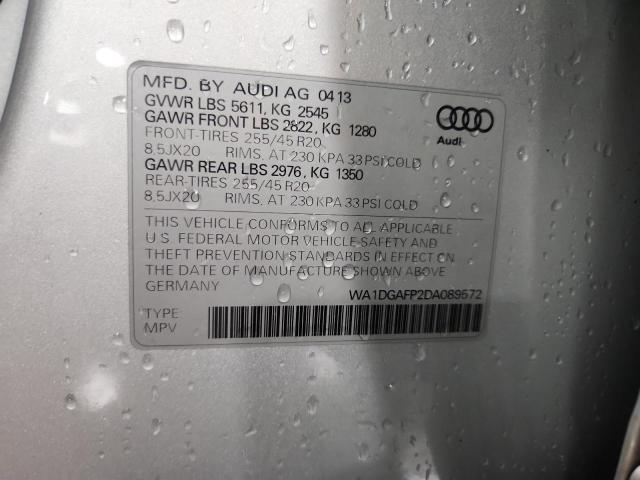 MFD. BY AUDI AG 04 13
GVWR LBS 5611, KG 2545
GAWR FRONT LBS 2822, KG 1280
FRONT-TIRES 255/45 R20
8,5JX20 RIMS, AT 230 KPA 33 PSI COLD
GAWR REAR LBS 2976, KG 1350
REAR-TIRES 255/45 R20
8,5JX20 RIMS, AT 230 KPA 33 PSI COLD
Audi
THIS VEHICLE CONFORMS TO ALL APPLICABLE
U.S. FEDERAL MOTOR VEHICLE-SAFETY AND
THEFT PREVENTION STANDARDS IN EFFECT ON
THE DATE OF MANUFACTURE SHOWN ABOVE
GERMANY WA1DGAFP2DA089572
TYPE
MPV